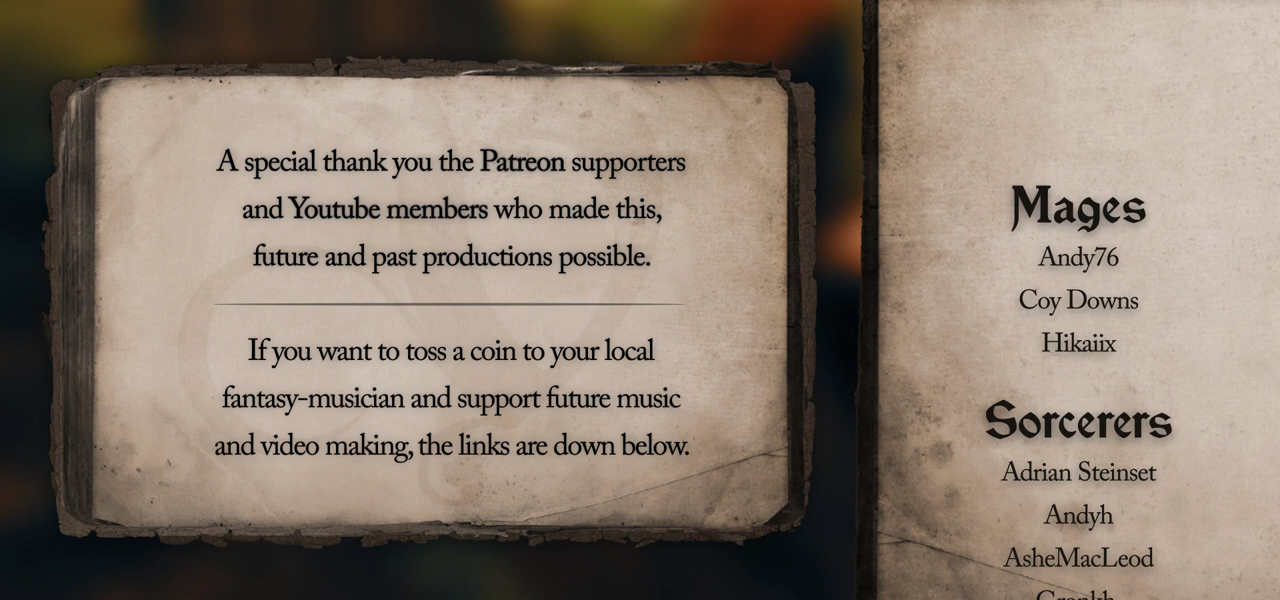 A special thank you the Patreon supporters
and Youtube members who made this,
future and past productions possible.
If you want to toss a coin to your local
fantasy-musician and support future music
and video making, the links are down below.
Mages
Andy76
Coy Downs
Hikaiix
Sorcerers
Adrian Steinset
Andyh
AsheMacLeod